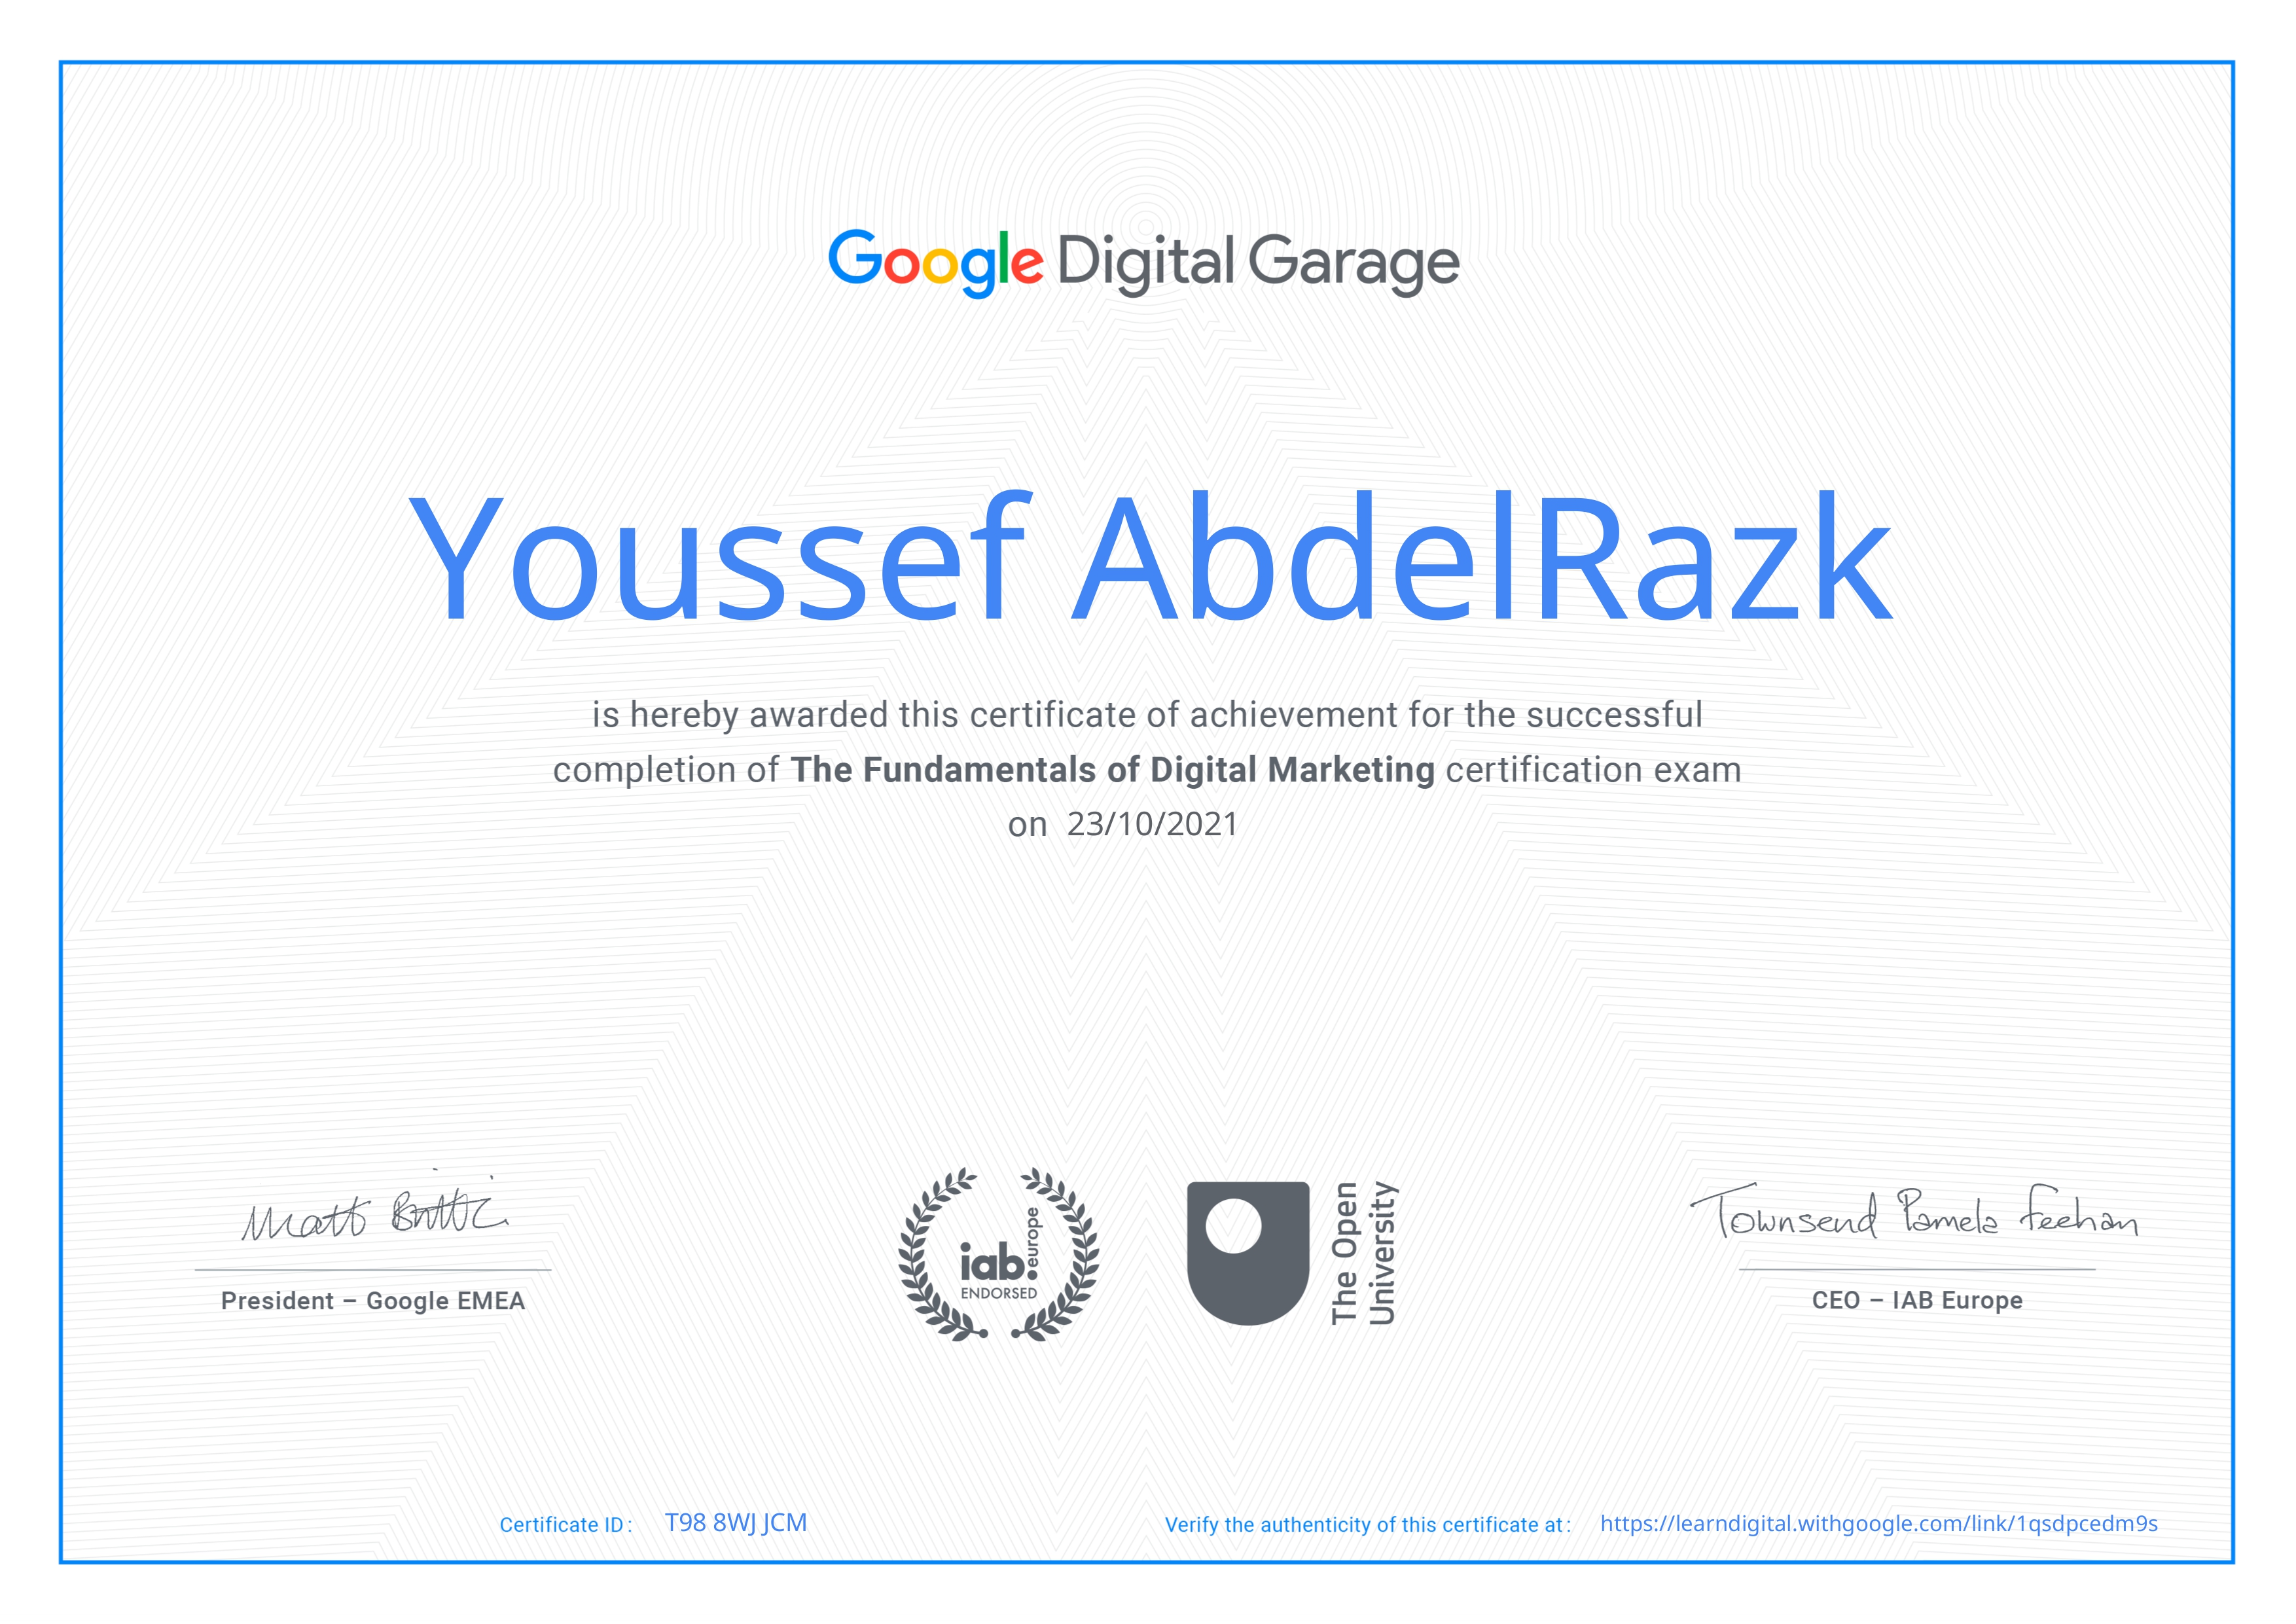 Google Digital Garage
Youssef AbdelRazk
is hereby awarded this certificate of achievement for the successful
completion of The Fundamentals of Digital Marketing certification exam
on 23/10/2021
Matt Brittin
President – Google EMEA
iab.europe
ENDORSED
The Open
University
Townsend Pamela Feehan
CEO – IAB Europe
Certificate ID : T98 8WJ JCM
Verify the authenticity of this certificate at : https://learndigital.withgoogle.com/link/1qsdpcedm9s